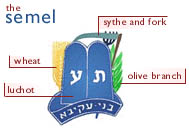 the
semel
sythe and fork
wheat
ת ע
olive branch
luchot
בני-עקיבא